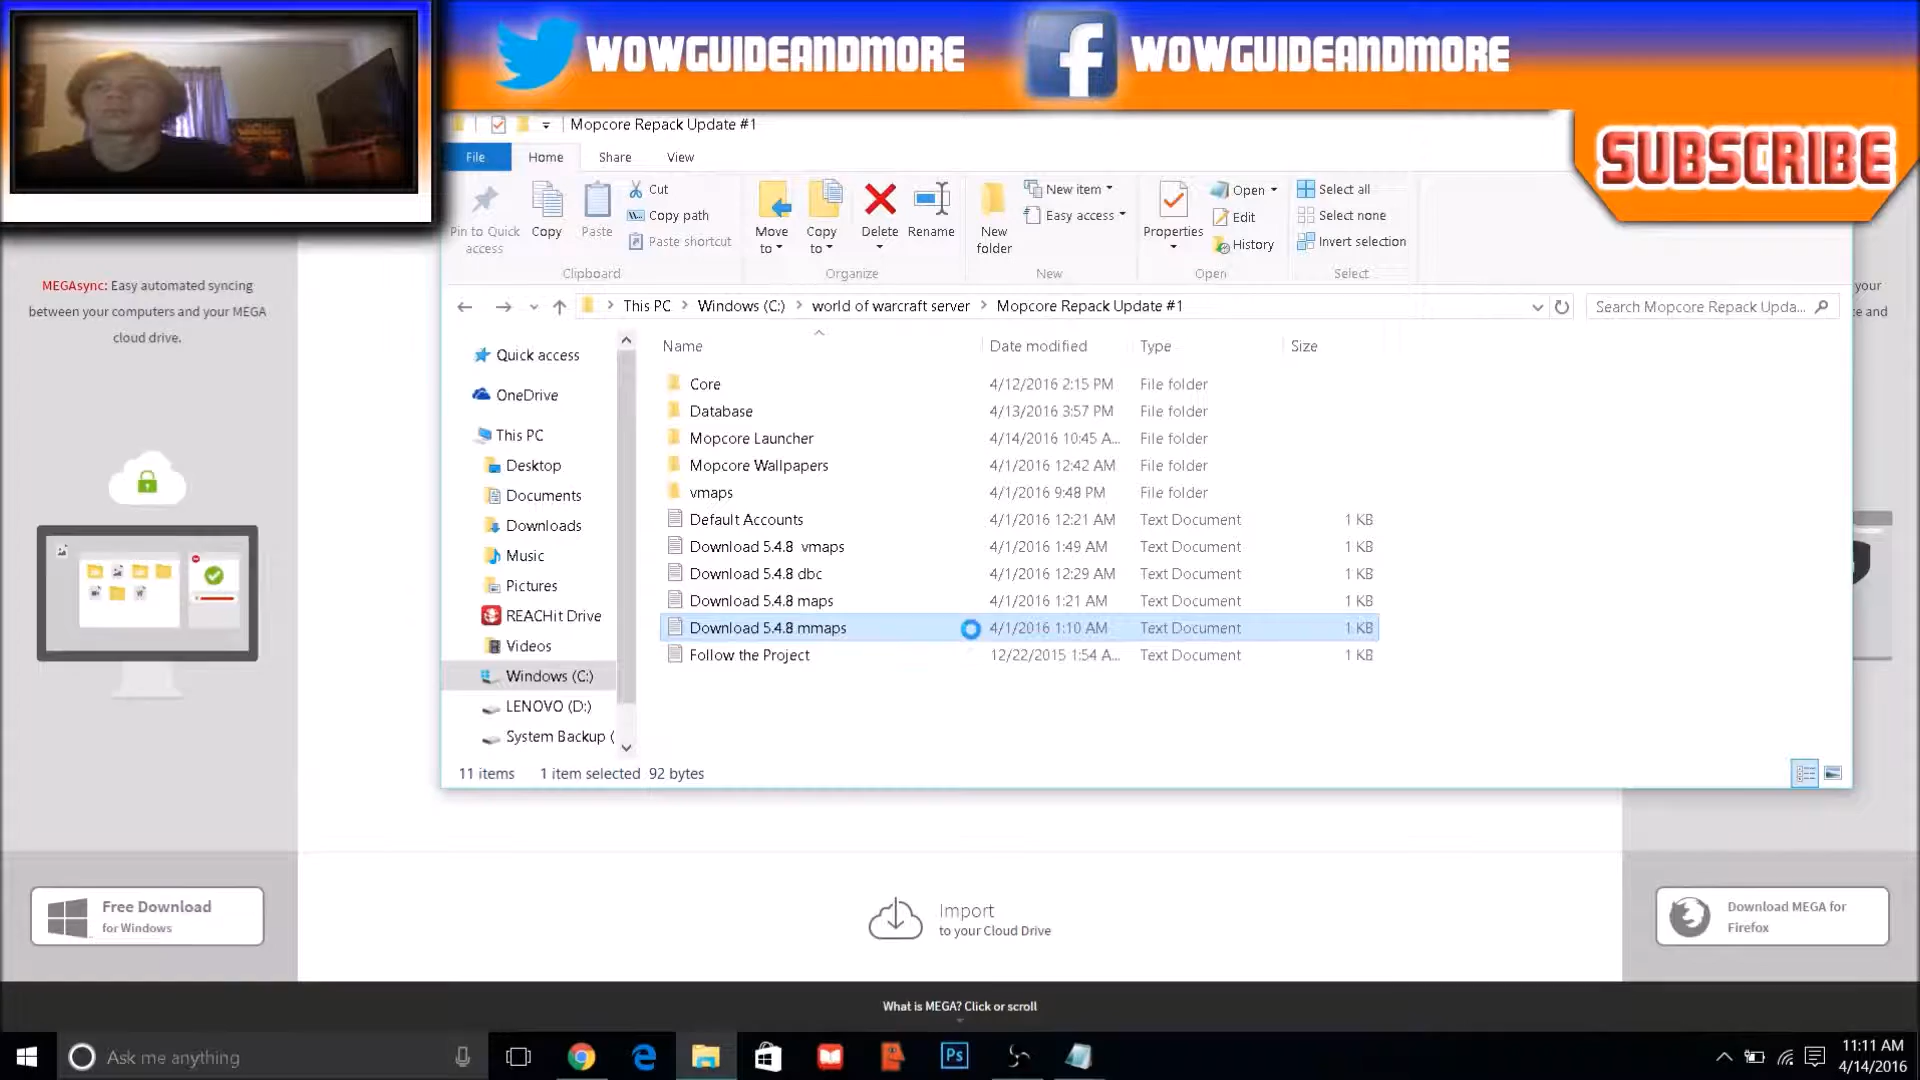 WOWGUIDEANDMORE WOWGUIDEANDMORE
SUBSCRIBE
Mopcore Repack Update #1
File Home Share View
Pin to Quick access
Copy
Paste
Cut
Copy path
Paste shortcut
Clipboard
Move to
Copy to
Delete
Rename
Organize
New folder
New item
Easy access
New
Properties
Open
Edit
History
Open
Select all
Select none
Invert selection
Select
This PC Windows (C:) world of warcraft server Mopcore Repack Update #1
Search Mopcore Repack Upda...
Quick access
OneDrive
This PC
Desktop
Documents
Downloads
Music
Pictures
REACHit Drive
Videos
Windows (C:)
LENOVO (D:)
System Backup (
Name Date modified Type Size
Core 4/12/2016 2:15 PM File folder
Database 4/13/2016 3:57 PM File folder
Mopcore Launcher 4/14/2016 10:45 A... File folder
Mopcore Wallpapers 4/1/2016 12:42 AM File folder
vmaps 4/1/2016 9:48 PM File folder
Default Accounts 4/1/2016 12:21 AM Text Document 1 KB
Download 5.4.8 vmaps 4/1/2016 1:49 AM Text Document 1 KB
Download 5.4.8 dbc 4/1/2016 12:29 AM Text Document 1 KB
Download 5.4.8 maps 4/1/2016 1:21 AM Text Document 1 KB
Download 5.4.8 mmaps 4/1/2016 1:10 AM Text Document 1 KB
Follow the Project 12/22/2015 1:54 A... Text Document 1 KB
11 items 1 item selected 92 bytes
MEGAsync: Easy automated syncing
between your computers and your MEGA
cloud drive.
your
e and
Free Download
for Windows
Import
to your Cloud Drive
Download MEGA for
Firefox
What is MEGA? Click or scroll
Ask me anything
Ps
11:11 AM
4/14/2016